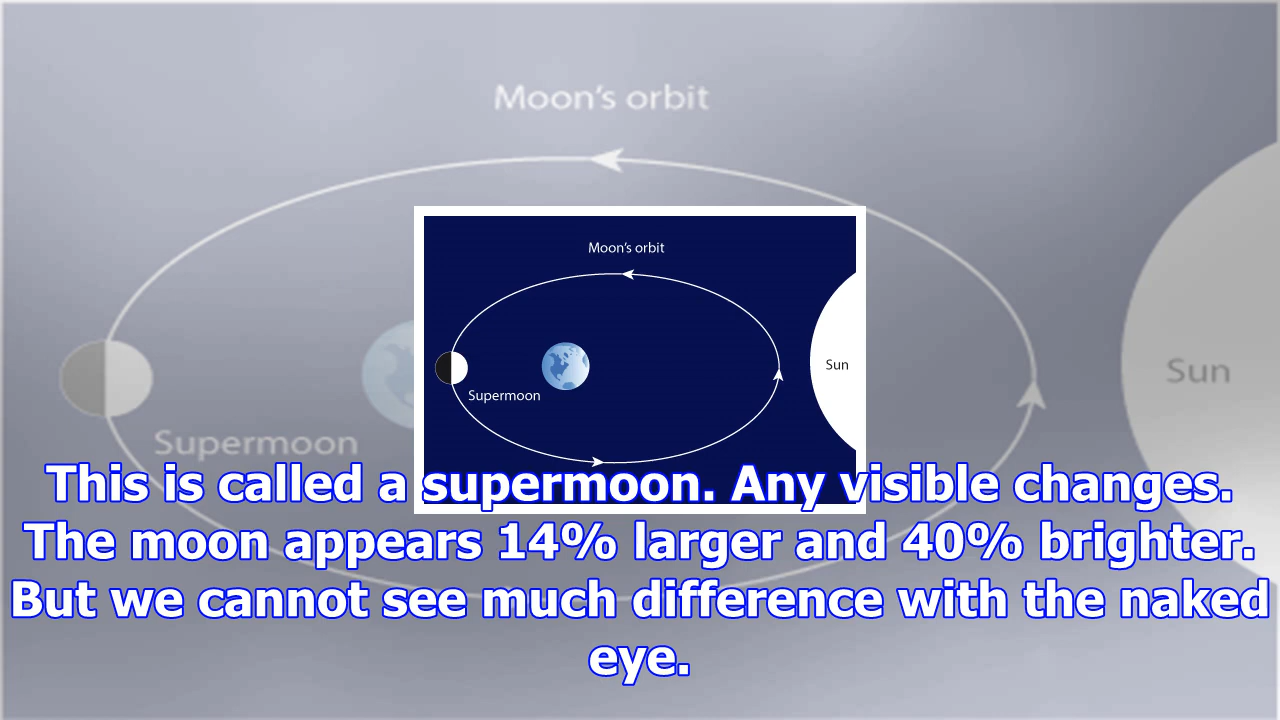 Moon's orbit
Moon's orbit
Sun
Supermoon
Sun
Supermoon
This is called a supermoon. Any visible changes.
The moon appears 14% larger and 40% brighter.
But we cannot see much difference with the naked
eye.